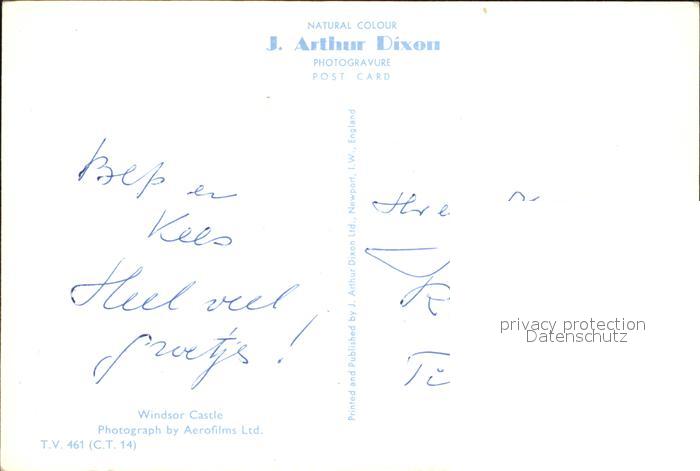 NATURAL COLOUR
J. Arthur Dixon
PHOTOGRAVURE
POST CARD
Bep en
Kees
Heel veel
groetjes!
Windsor Castle
Photograph by Aerofilms Ltd.
T.V. 461 (C.T. 14)
Printed and Published by J. Arthur Dixon Ltd., Newport, I.W., England
privacy protection
Datenschutz